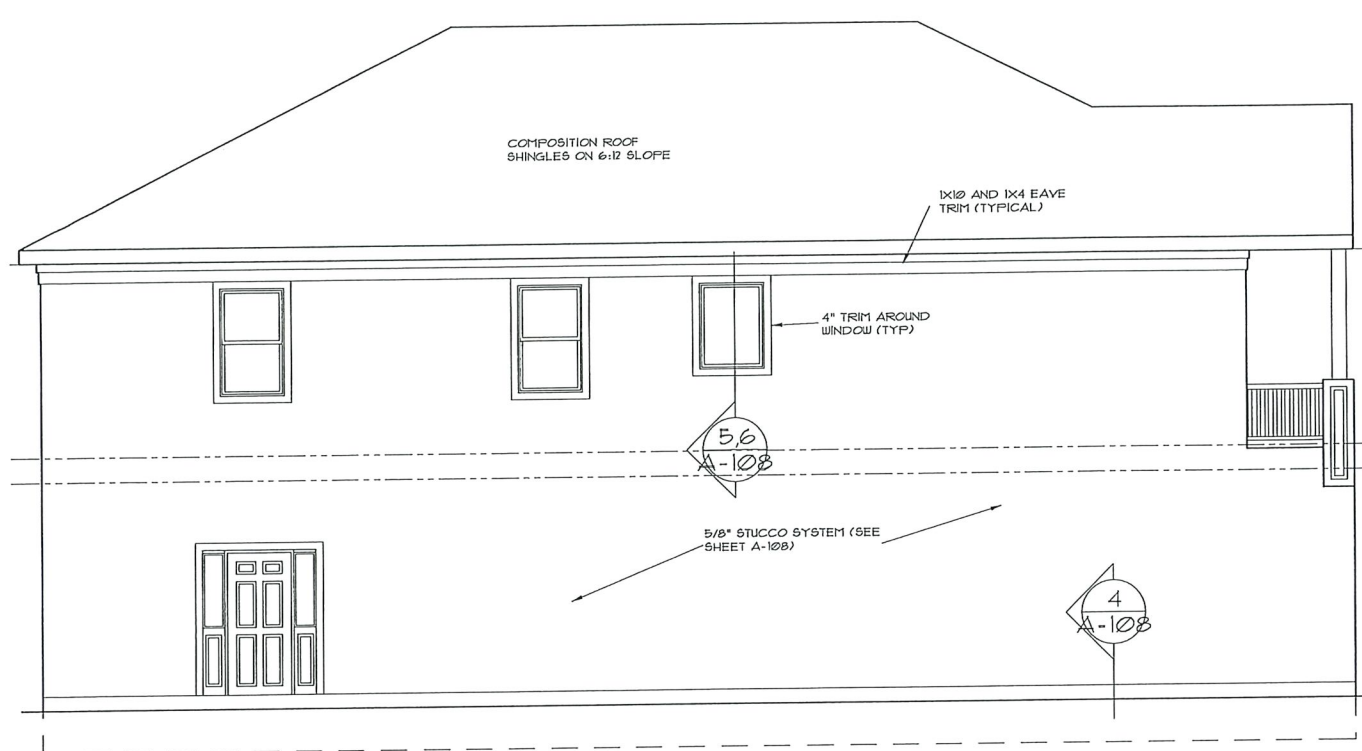 COMPOSITION ROOF
SHINGLES ON 6:12 SLOPE
1X10 AND 1X4 EAVE
TRIM (TYPICAL)
4" TRIM AROUND
WINDOW (TYP)
5,6
A-108
5/8" STUCCO SYSTEM (SEE
SHEET A-108)
4
A-108